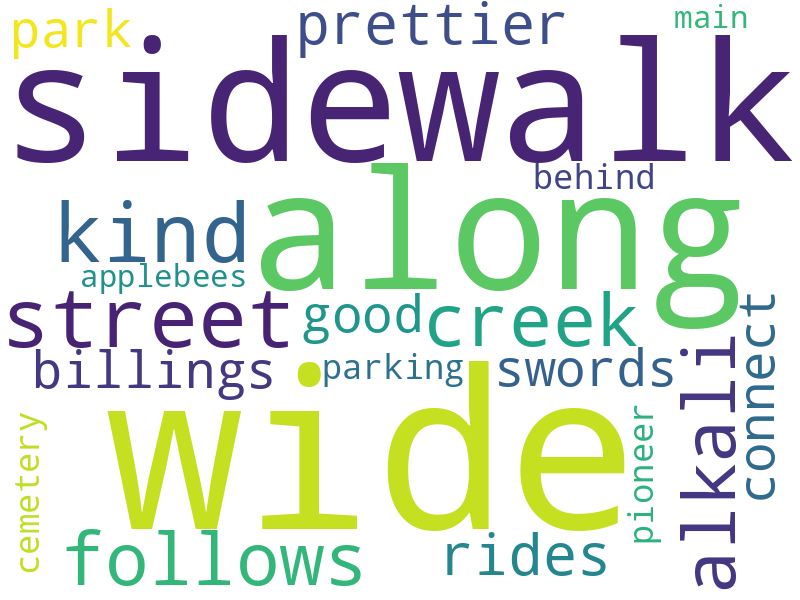 park
prettier
main
sidewalk
behind
kind
along
applebees
street
good
creek
billings
parking
swords
connect
alkali
wide
pioneer
cemetery
follows
rides